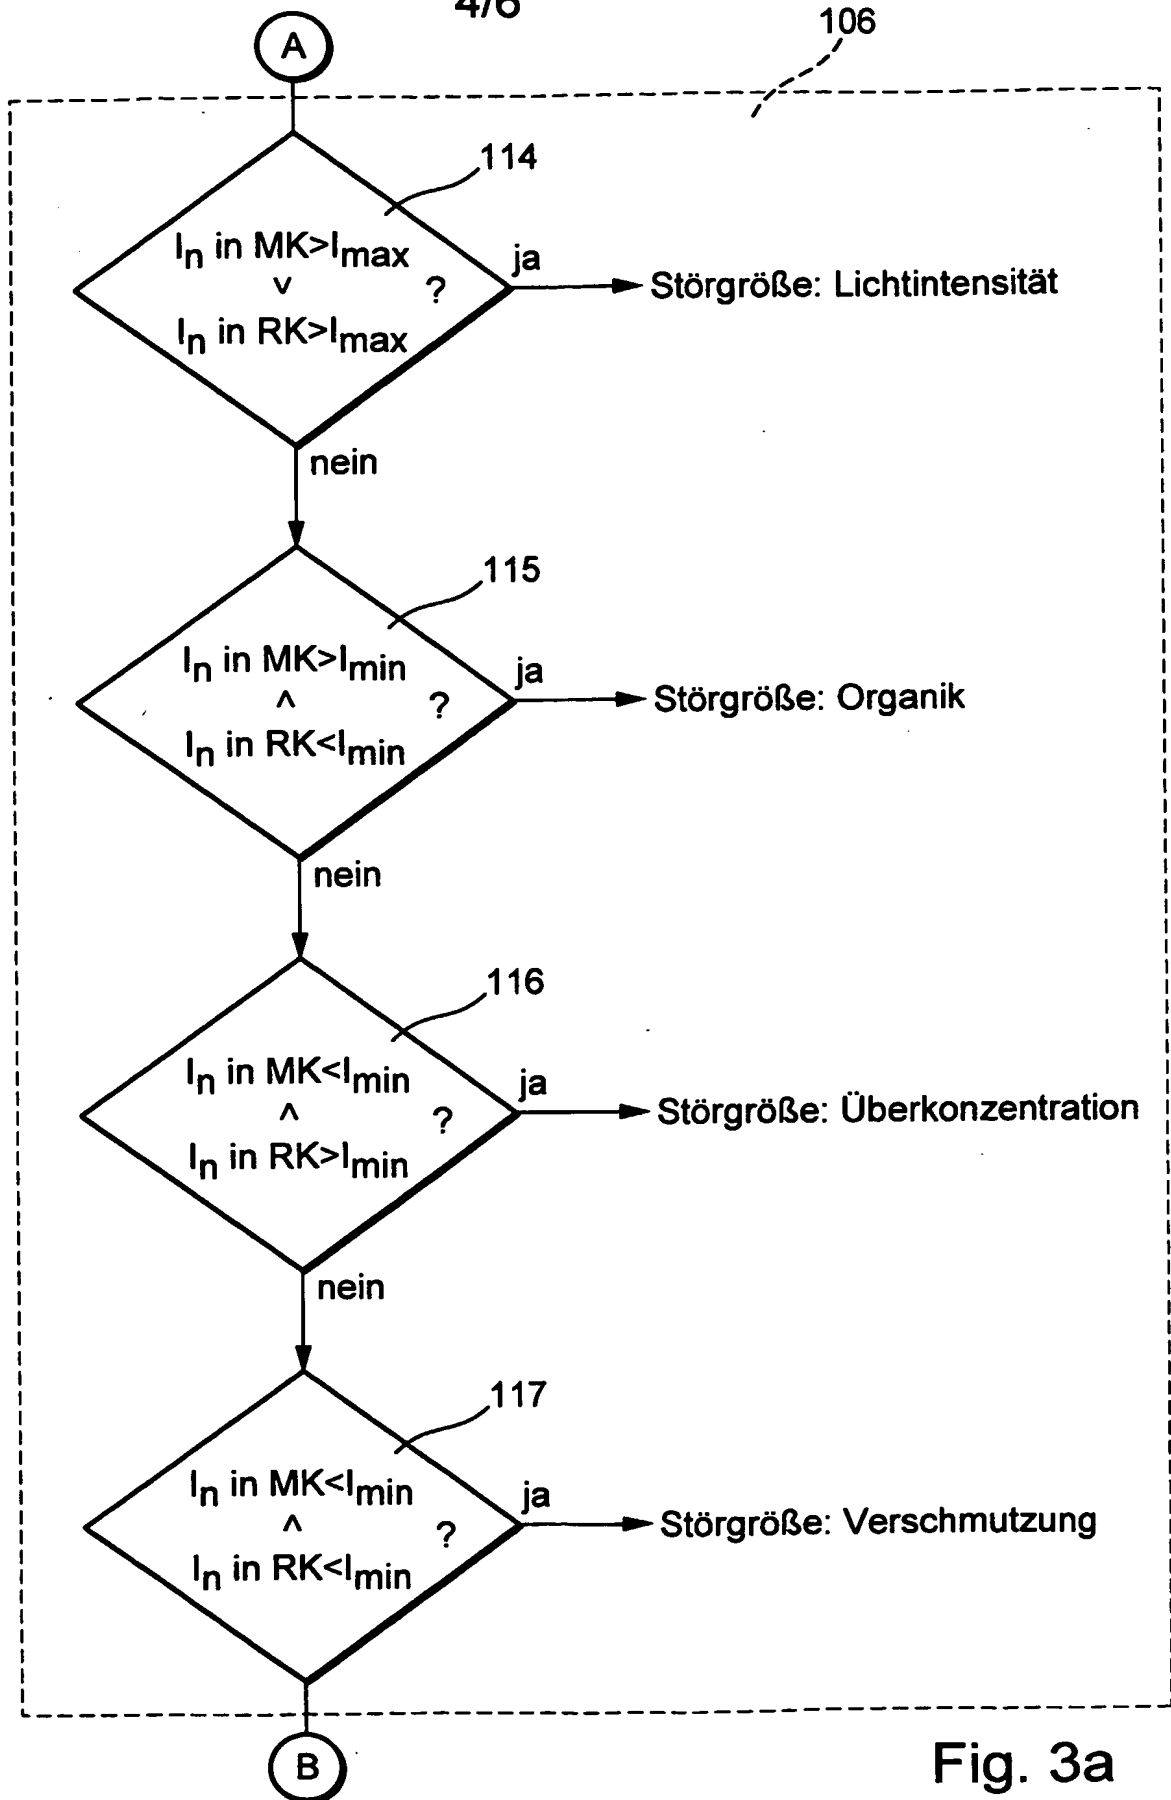 4/6
A
106
114
In in MK>Imax
v
?
ja
Störgröße: Lichtintensität
In in RK>Imax
nein
115
In in MK>Imin
^
?
ja
Störgröße: Organik
In in RK<Imin
nein
116
In in MK<Imin
^
?
ja
Störgröße: Überkonzentration
In in RK>Imin
nein
117
In in MK<Imin
^
?
ja
Störgröße: Verschmutzung
In in RK<Imin
B
Fig. 3a